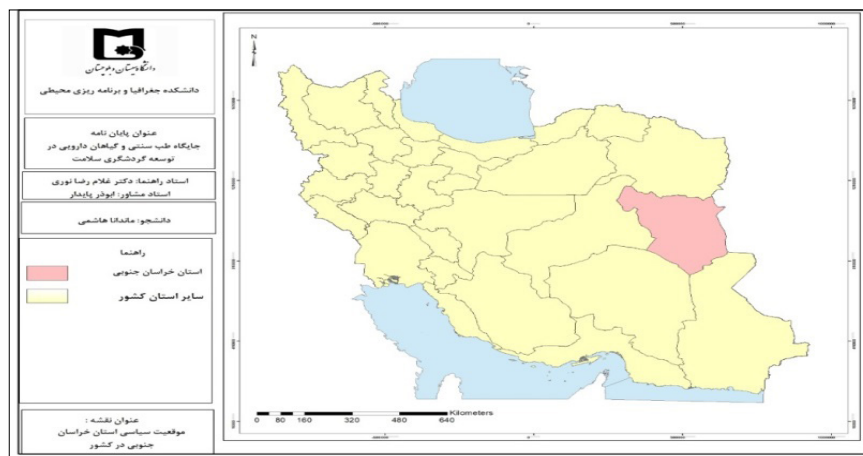 دانشگاه سیستان و بلوچستان
دانشکده جغرافیا و برنامه ریزی محیطی
عنوان پایان نامه
جایگاه طب سنتی و گیاهان دارویی در
توسعه گردشگری سلامت
استاد راهنما: دکتر غلام رضا نوری
استاد مشاور: ابوذر پایدار
دانشجو: ماندانا هاشمی
راهنما
استان خراسان جنوبی
سایر استان کشور
عنوان نقشه :
موقعیت سیاسی استان خراسان
جنوبی در کشور
N
Kilometers
0 80 160 320 480 640